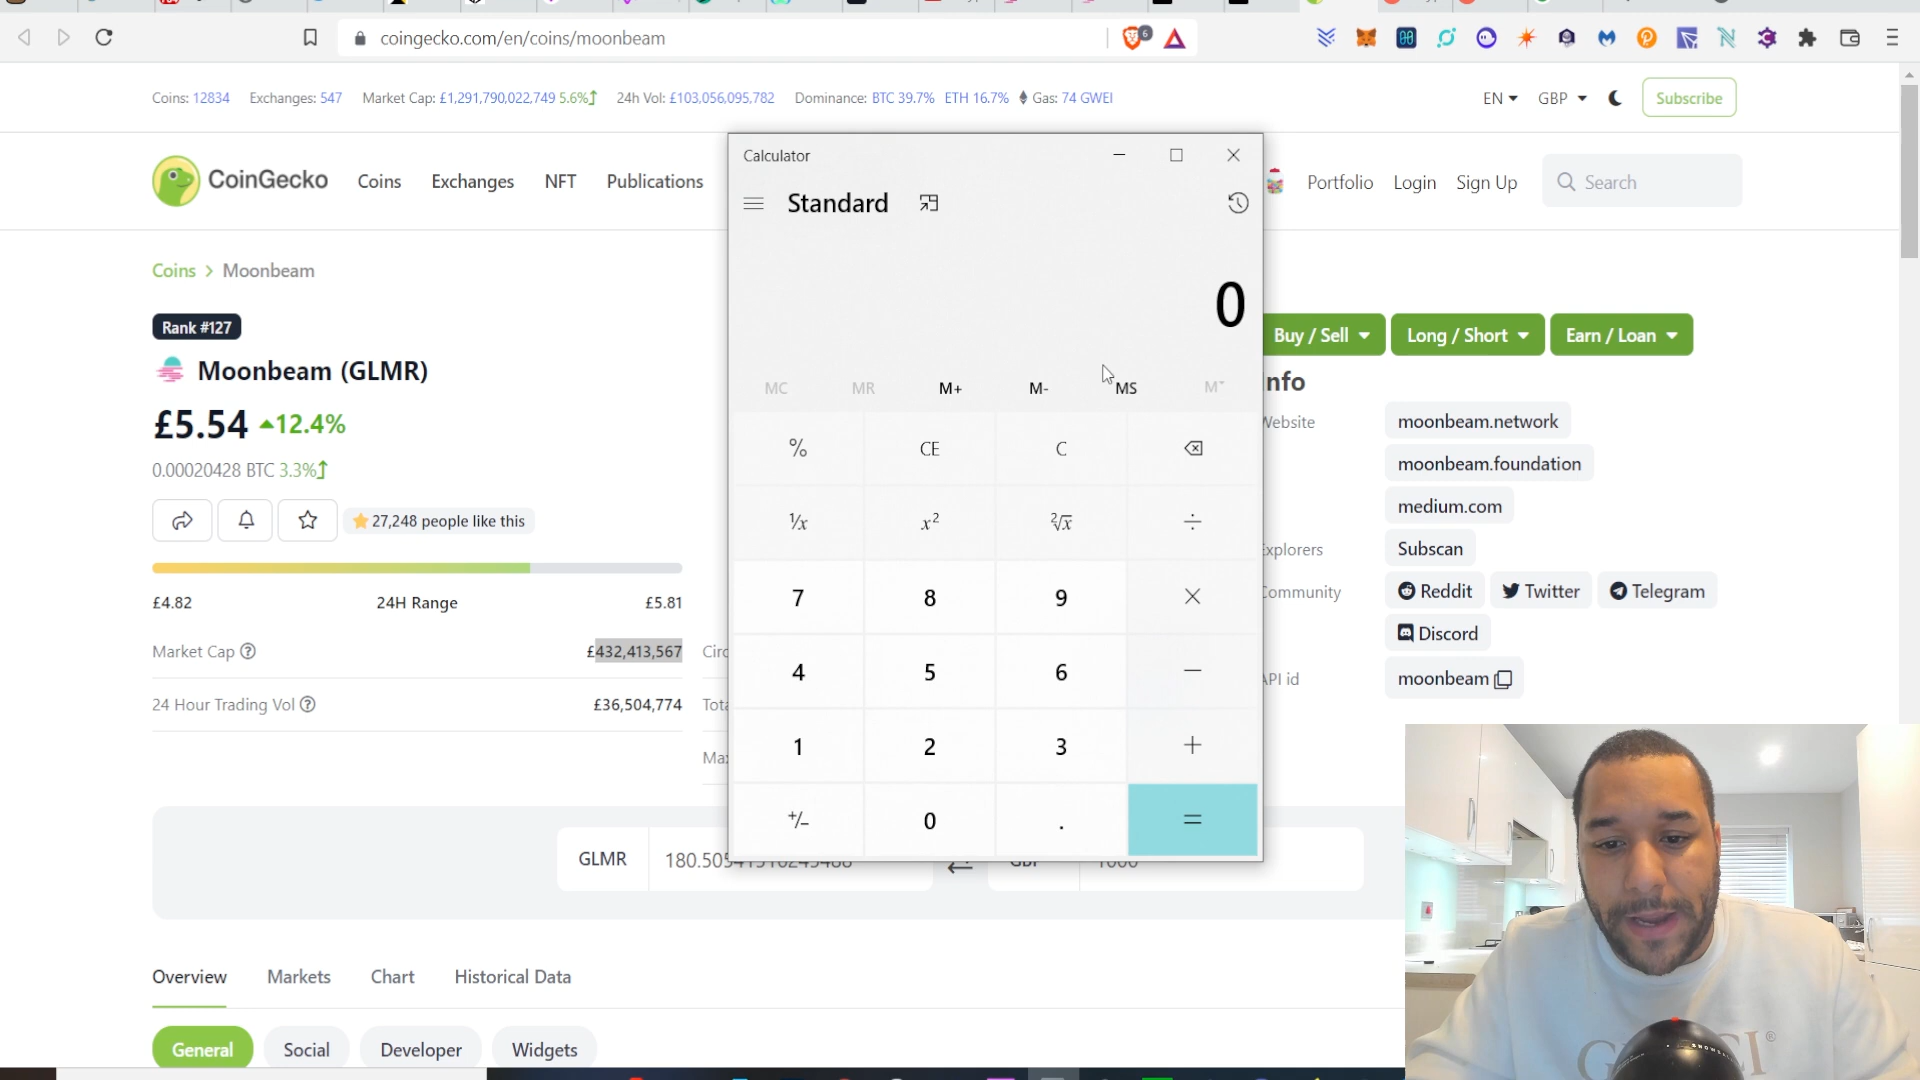 coingecko.com/en/coins/moonbeam
6
Coins: 12834 Exchanges: 547 Market Cap: £1,291,790,022,749 5.6% 24h Vol: £103,056,095,782 Dominance: BTC 39.7% ETH 16.7% Gas: 74 GWEI
EN GBP Subscribe
CoinGecko Coins Exchanges NFT Publications
Portfolio Login Sign Up Search
Coins > Moonbeam
Rank #127
Moonbeam (GLMR)
£5.54 12.4%
0.00020428 BTC 3.3%
27,248 people like this
£4.82 24H Range £5.81
Market Cap ? £432,413,567
24 Hour Trading Vol ? £36,504,774
Calculator
Standard
0
MC MR M+ M- MS M
% CE C
1/x x² ²√x ÷
7 8 9 ×
4 5 6 −
1 2 3 +
+/- 0 . =
Buy / Sell Long / Short Earn / Loan
nfo
Website moonbeam.network
moonbeam.foundation
medium.com
Explorers Subscan
Community Reddit Twitter Telegram
Discord
API id moonbeam
GLMR
Overview Markets Chart Historical Data
General Social Developer Widgets